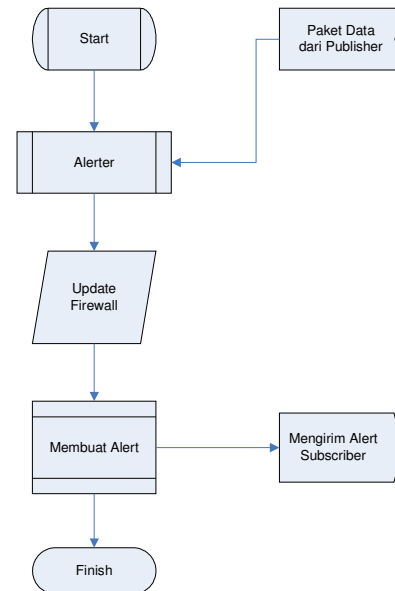 Start
Paket Data
dari Publisher
Alerter
Update
Firewall
Membuat Alert
Mengirim Alert
Subscriber
Finish